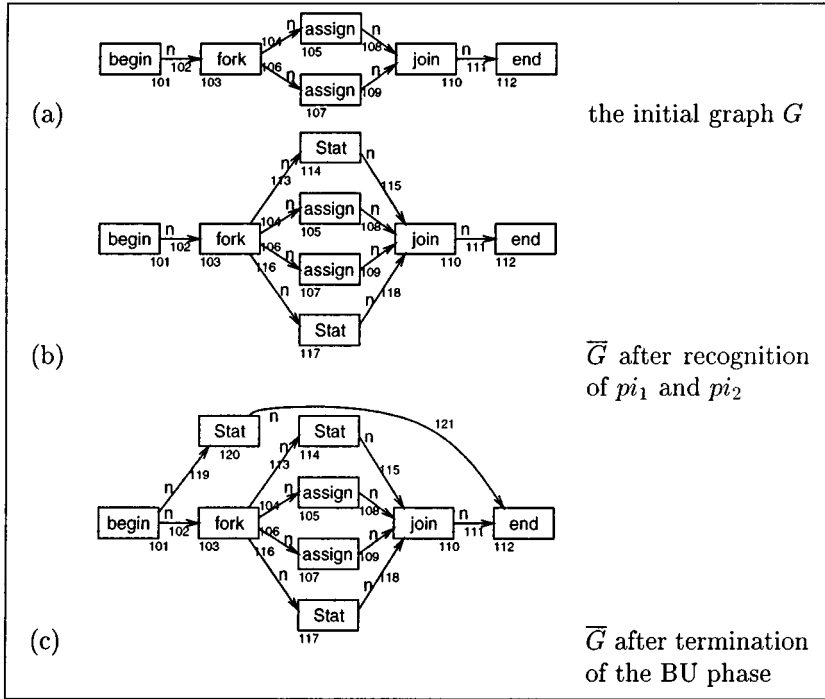 n 104 assign 108 n
begin n 102 fork 105 join n 111 end
101 103 106 n assign 109 n 110 112
107
(a) the initial graph G
Stat
n 113 114 n 115
n 104 assign 108 n
begin n 102 fork 105 join n 111 end
101 103 106 n assign 109 n 110 112
116 107
n n 118
Stat
117
(b) G̅ after recognition
of pi₁ and pi₂
Stat n 121
120
Stat
n 119 n 113 114 n 115
n 104 assign 108 n
begin n 102 fork 105 join n 111 end
101 103 106 n assign 109 n 110 112
116 107
n n 118
Stat
117
(c) G̅ after termination
of the BU phase